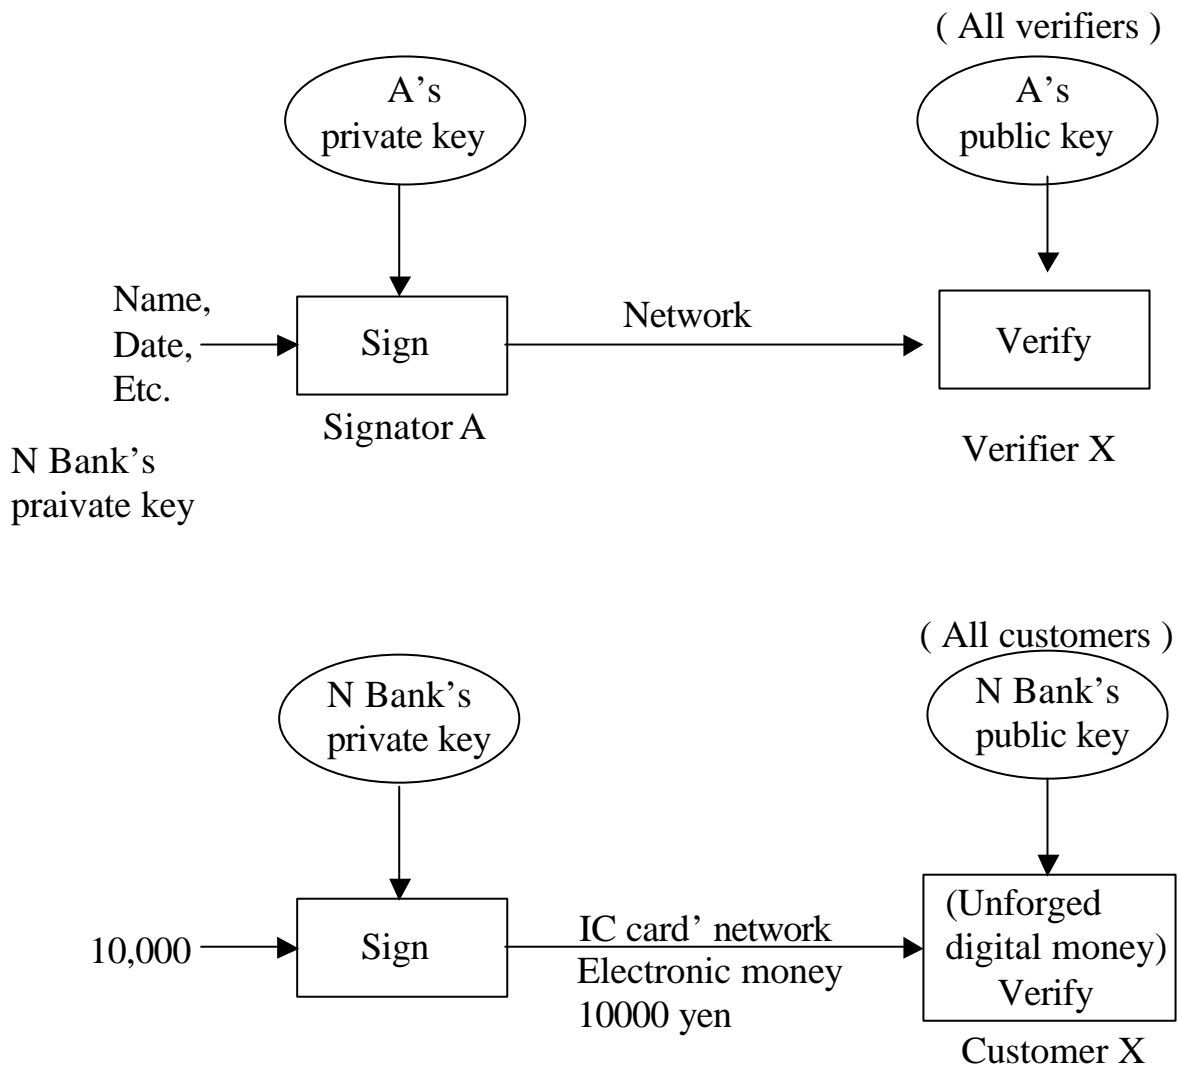 ( All verifiers )
A’s
private key
A’s
public key
Name,
Date,
Etc.
Sign
Network
Verify
Signator A
Verifier X
N Bank’s
praivate key
( All customers )
N Bank’s
private key
N Bank’s
public key
10,000
Sign
IC card’ network
Electronic money
10000 yen
(Unforged
digital money)
Verify
Customer X